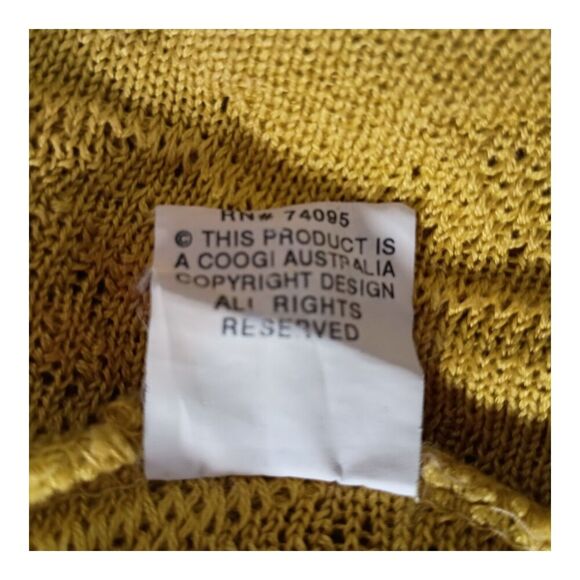 RN# 74095
© THIS PRODUCT IS
A COOGI AUSTRALIA
COPYRIGHT DESIGN
ALL RIGHTS
RESERVED